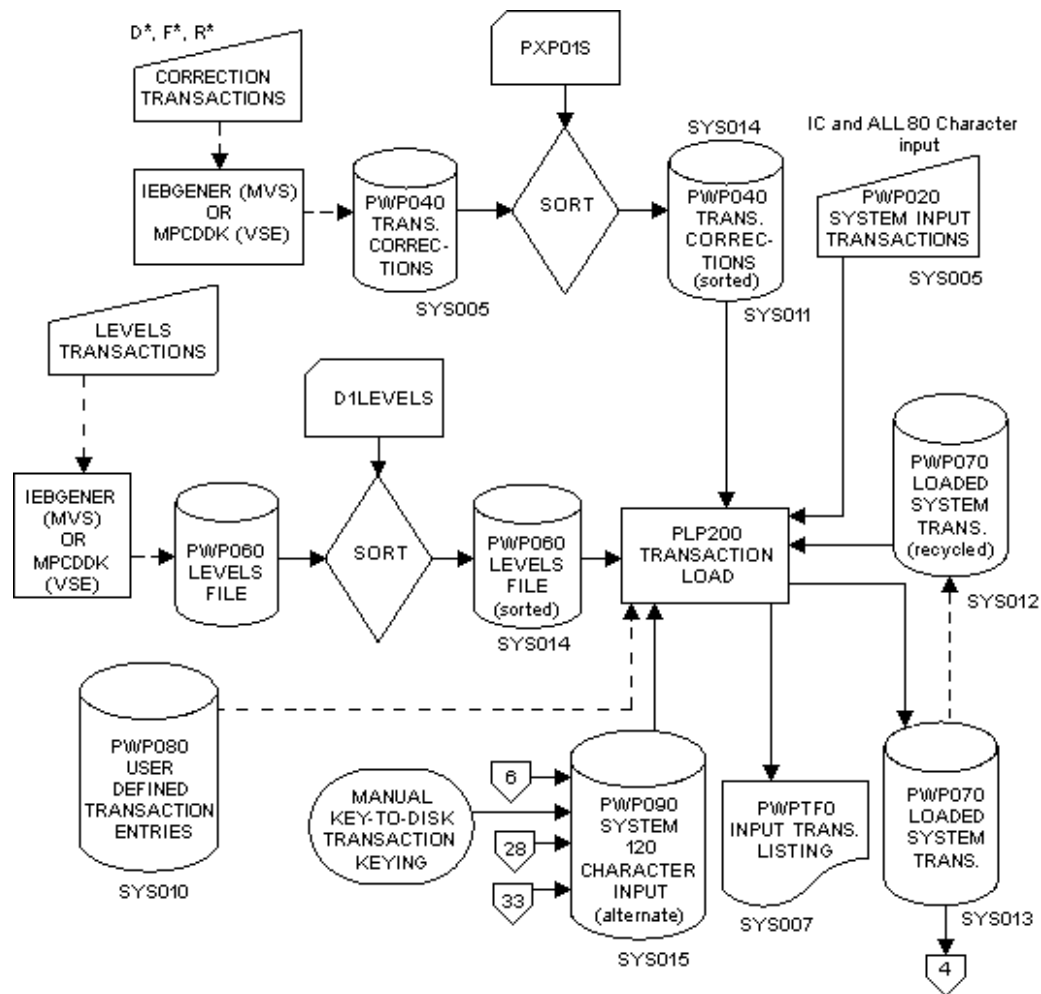 D*, F*, R*
CORRECTION
TRANSACTIONS
PXP01S
IEBGENER (MVS)
OR
MPCDDK (VSE)
PWP040
TRANS.
CORREC-
TIONS
SYS005
SORT
SYS014
PWP040
TRANS.
CORREC-
TIONS
(sorted)
SYS011
IC and ALL 80 Character
input
PWP020
SYSTEM INPUT
TRANSACTIONS
SYS005
LEVELS
TRANSACTIONS
D1LEVELS
IEBGENER
(MVS)
OR
MPCDDK
(VSE)
PWP060
LEVELS
FILE
SORT
PWP060
LEVELS
FILE
(sorted)
SYS014
PLP200
TRANSACTION
LOAD
PWP070
LOADED
SYSTEM
TRANS.
(recycled)
SYS012
PWP080
USER
DEFINED
TRANSACTION
ENTRIES
SYS010
MANUAL
KEY-TO-DISK
TRANSACTION
KEYING
6
28
33
PWP090
SYSTEM
120
CHARACTER
INPUT
(alternate)
SYS015
PWPTF0
INPUT TRANS.
LISTING
SYS007
PWP070
LOADED
SYSTEM
TRANS.
SYS013
4